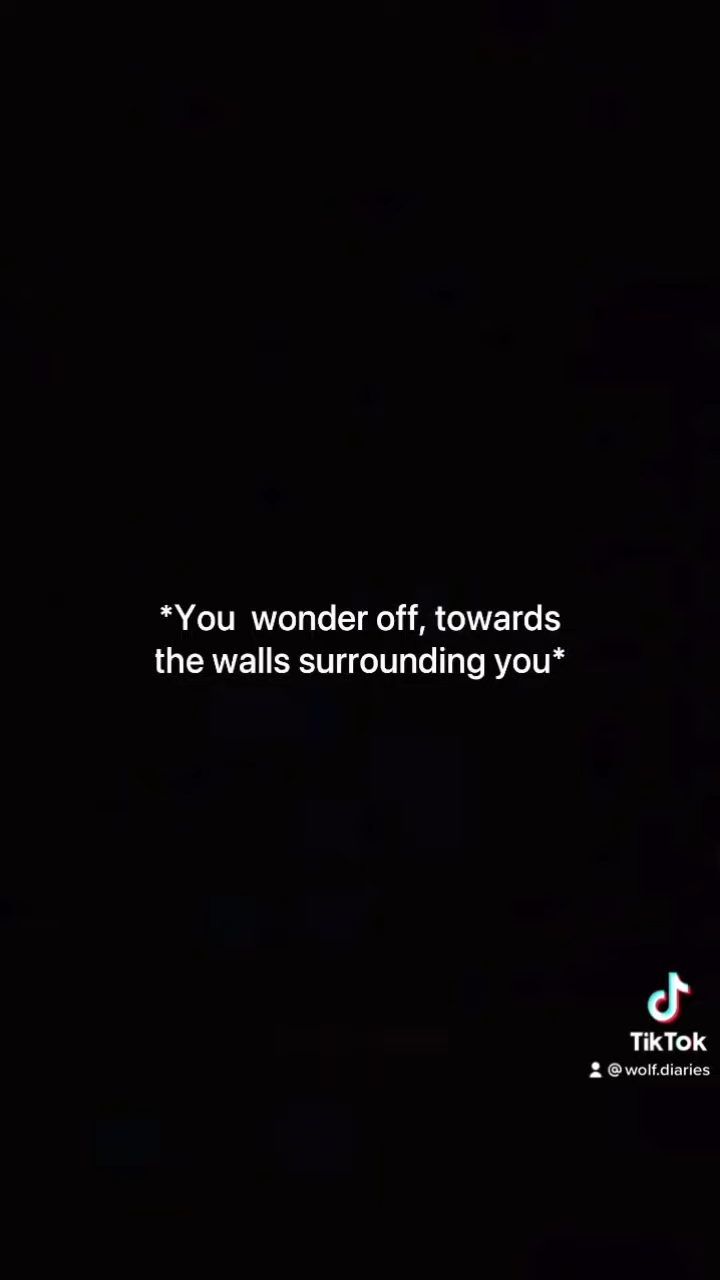 *You  wonder off, towards
the walls surrounding you*
TikTok
@wolf.diaries